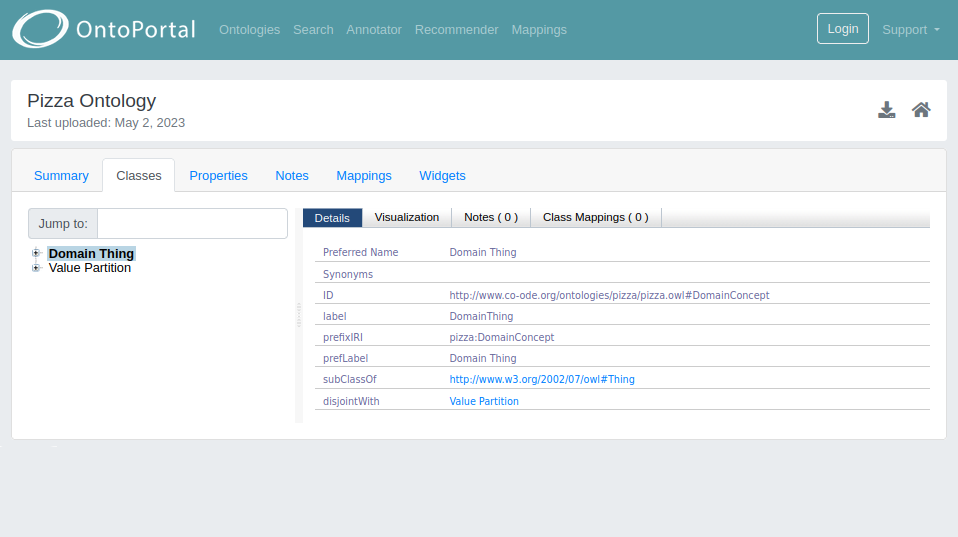 OntoPortal Ontologies Search Annotator Recommender Mappings Login Support
Pizza Ontology
Last uploaded: May 2, 2023
Summary Classes Properties Notes Mappings Widgets
Jump to:
Domain Thing
Value Partition
Details Visualization Notes ( 0 ) Class Mappings ( 0 )
Preferred Name Domain Thing
Synonyms
ID http://www.co-ode.org/ontologies/pizza/pizza.owl#DomainConcept
label DomainThing
prefixIRI pizza:DomainConcept
prefLabel Domain Thing
subClassOf http://www.w3.org/2002/07/owl#Thing
disjointWith Value Partition